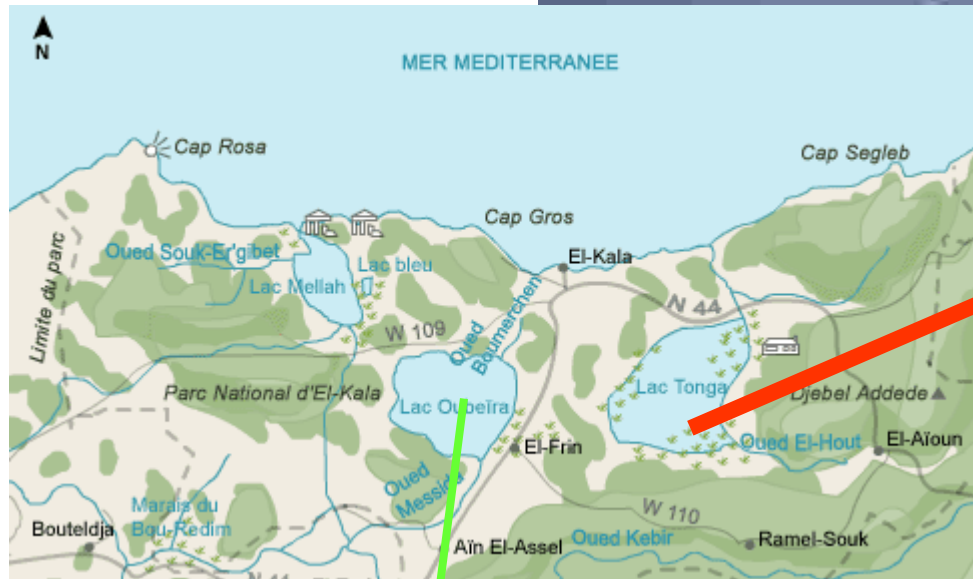 N
MER MEDITERRANEE
Cap Rosa
Cap Segleb
Cap Gros
Oued Souk-Er'gibet
El-Kala
Lac bleu
Lac Mellah
Limite du parc
N 44
W 109
Oued
Boumerchen
Parc National d'El-Kala
Lac Oubeïra
Lac Tonga
Djebel Addede
El-Frin
Oued El-Hout
El-Aïoun
Oued
Messida
Marais du
Bou-Redim
W 110
Bouteldja
Aïn El-Assel
Oued Kebir
Ramel-Souk
N 44